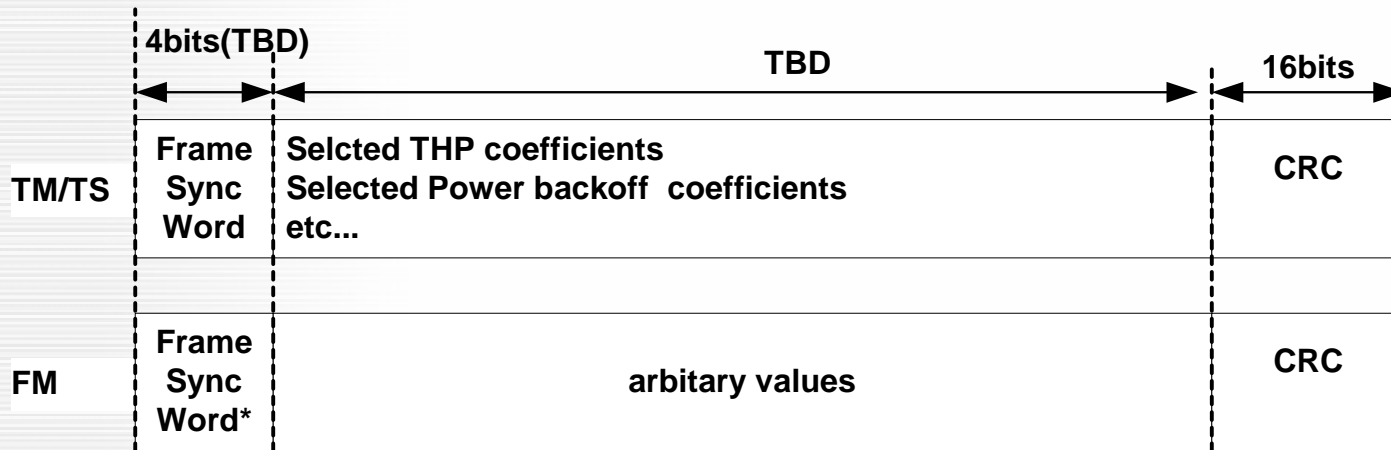 4bits(TBD)
TBD
16bits
TM/TS
Frame
Sync
Word
Selcted THP coefficients
Selected Power backoff coefficients
etc...
CRC
FM
Frame
Sync
Word*
arbitary values
CRC